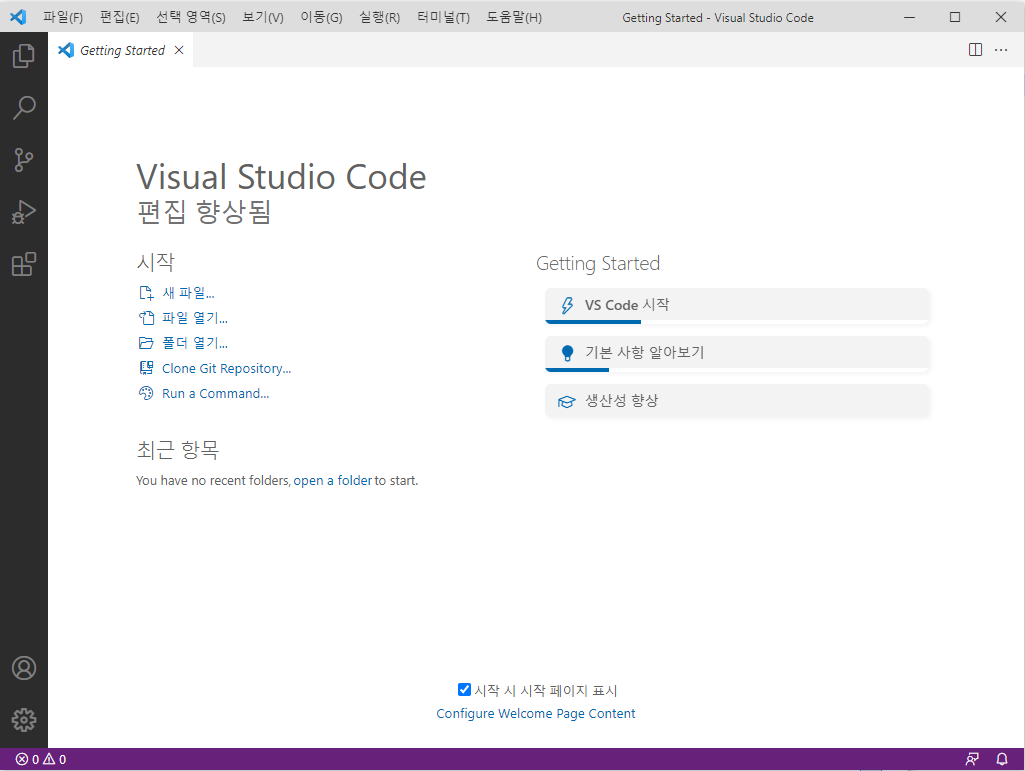 파일(F) 편집(E) 선택 영역(S) 보기(V) 이동(G) 실행(R) 터미널(T) 도움말(H) Getting Started - Visual Studio Code
Getting Started
Visual Studio Code
편집 향상됨
시작
새 파일...
파일 열기...
폴더 열기...
Clone Git Repository...
Run a Command...
최근 항목
You have no recent folders, open a folder to start.
Getting Started
VS Code 시작
기본 사항 알아보기
생산성 향상
시작 시 시작 페이지 표시
Configure Welcome Page Content
0 0